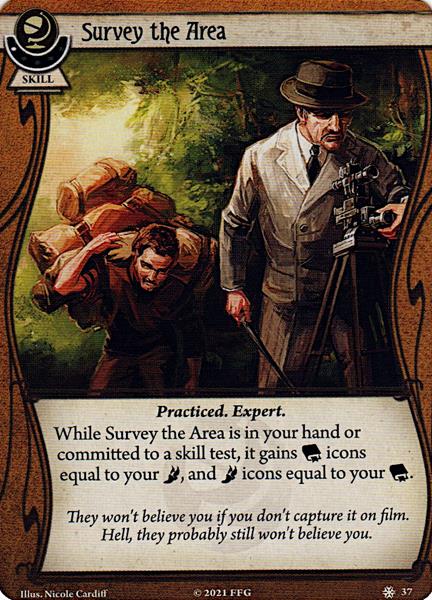 Survey the Area
SKILL
Practiced. Expert.
While Survey the Area is in your hand or
committed to a skill test, it gains icons
equal to your , and icons equal to your .
They won't believe you if you don't capture it on film.
Hell, they probably still won't believe you.
Illus. Nicole Cardiff © 2021 FFG 37